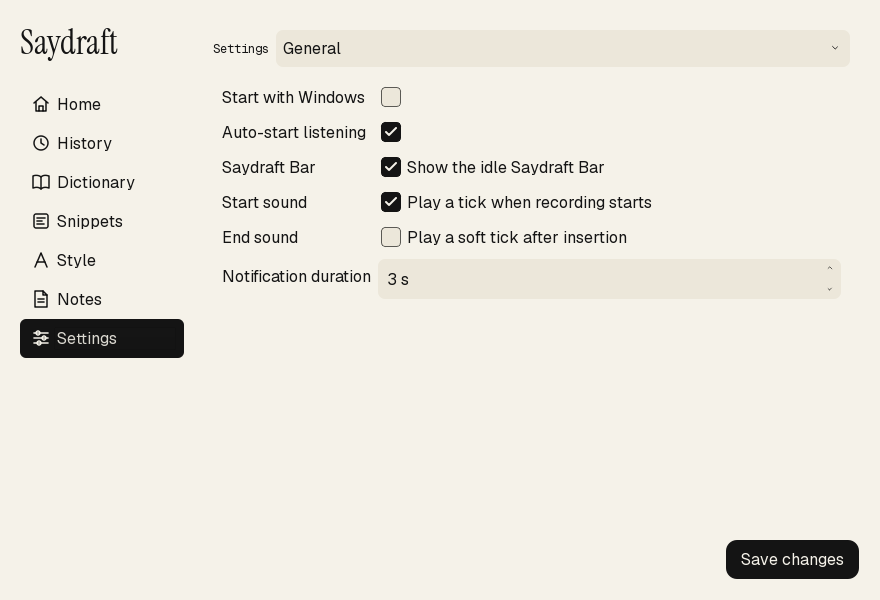 Saydraft
Home
History
Dictionary
Snippets
Style
Notes
Settings
Settings General
Start with Windows
Auto-start listening
Saydraft Bar Show the idle Saydraft Bar
Start sound Play a tick when recording starts
End sound Play a soft tick after insertion
Notification duration 3 s
Save changes